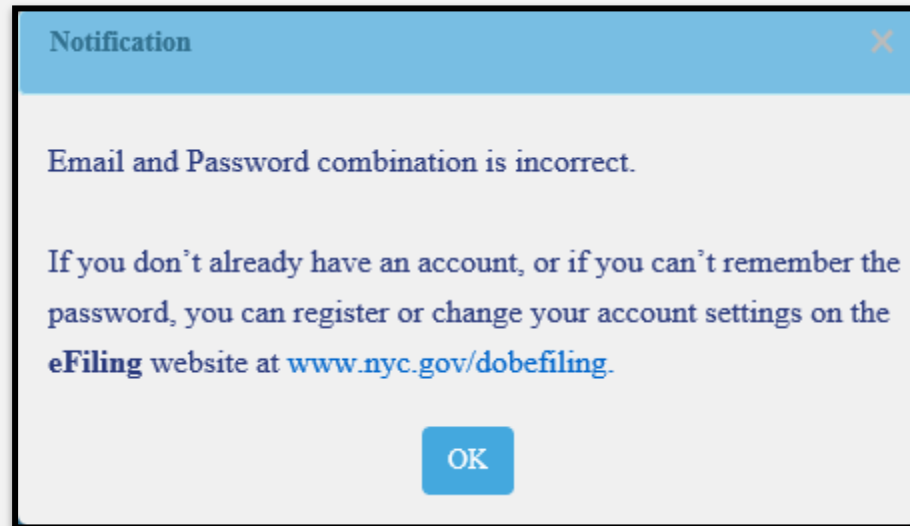 Notification
Email and Password combination is incorrect.
If you don’t already have an account, or if you can’t remember the
password, you can register or change your account settings on the
eFiling website at www.nyc.gov/dobefiling.
OK